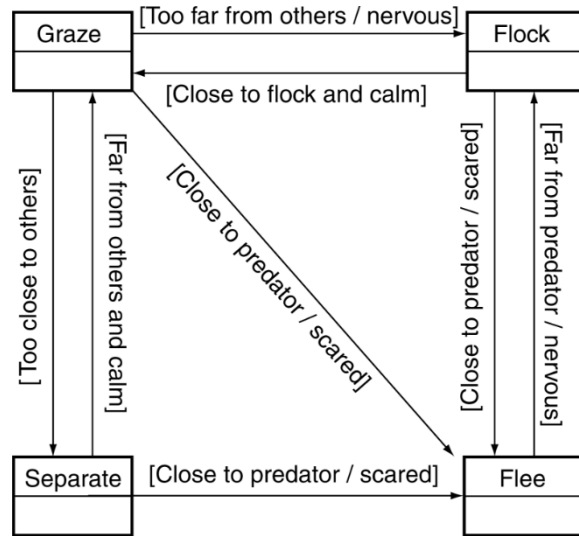 Graze
[Too far from others / nervous]
Flock
[Close to flock and calm]
[Too close to others]
[Far from others and calm]
[Close to predator / scared]
[Close to predator / scared]
[Far from predator / nervous]
Separate
[Close to predator / scared]
Flee